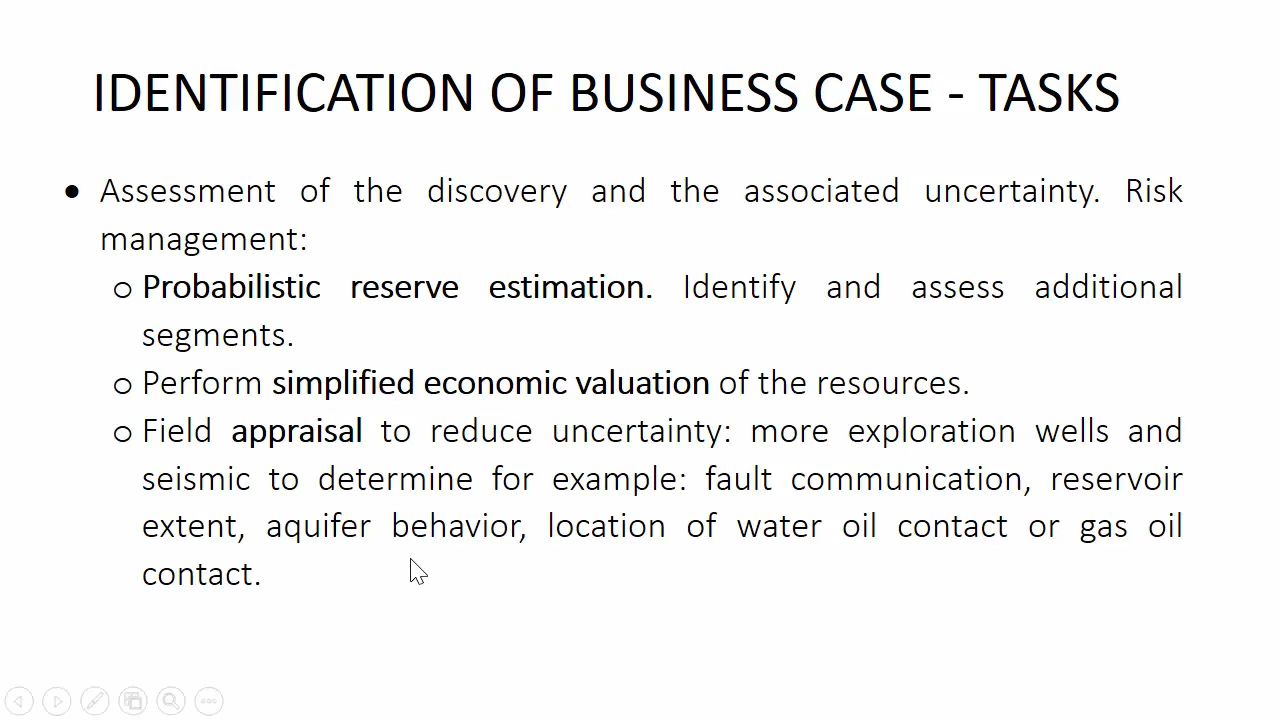 IDENTIFICATION OF BUSINESS CASE - TASKS
• Assessment of the discovery and the associated uncertainty. Risk
management:
o Probabilistic reserve estimation. Identify and assess additional
segments.
o Perform simplified economic valuation of the resources.
o Field appraisal to reduce uncertainty: more exploration wells and
seismic to determine for example: fault communication, reservoir
extent, aquifer behavior, location of water oil contact or gas oil
contact.